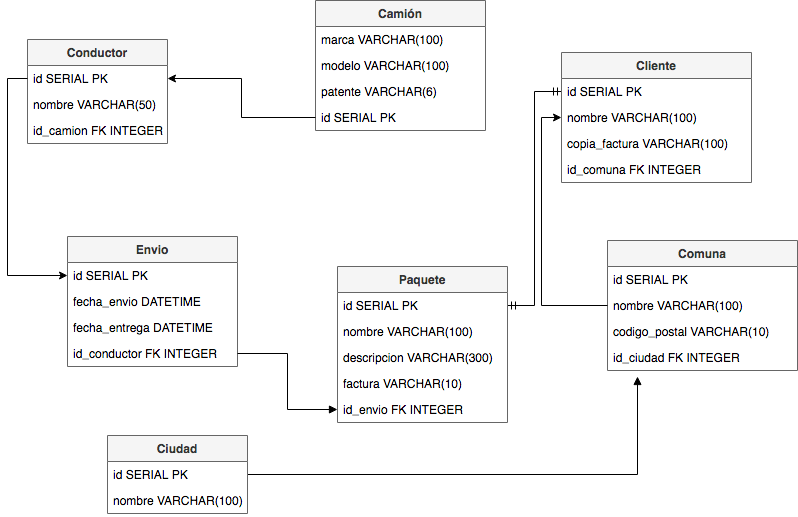 Camión
marca VARCHAR(100)
modelo VARCHAR(100)
patente VARCHAR(6)
id SERIAL PK
Conductor
id SERIAL PK
nombre VARCHAR(50)
id_camion FK INTEGER
Cliente
id SERIAL PK
nombre VARCHAR(100)
copia_factura VARCHAR(100)
id_comuna FK INTEGER
Envio
id SERIAL PK
fecha_envio DATETIME
fecha_entrega DATETIME
id_conductor FK INTEGER
Paquete
id SERIAL PK
nombre VARCHAR(100)
descripcion VARCHAR(300)
factura VARCHAR(10)
id_envio FK INTEGER
Comuna
id SERIAL PK
nombre VARCHAR(100)
codigo_postal VARCHAR(10)
id_ciudad FK INTEGER
Ciudad
id SERIAL PK
nombre VARCHAR(100)